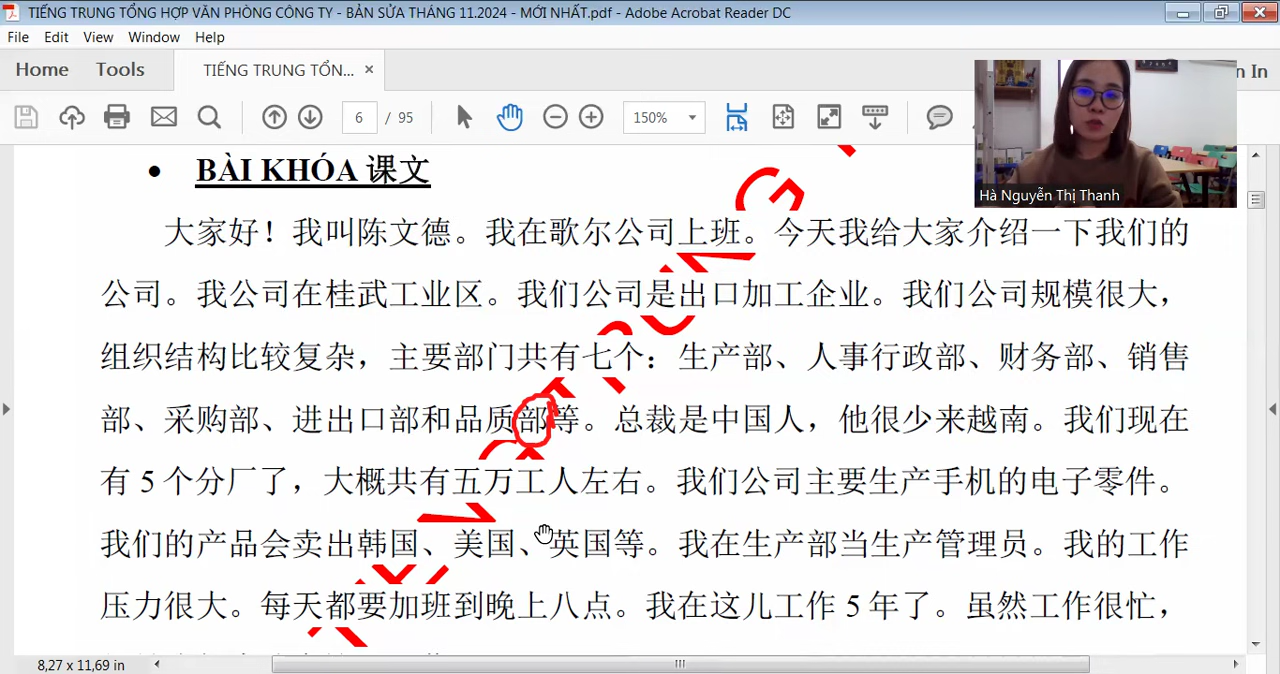 TIẾNG TRUNG TỔNG HỢP VĂN PHÒNG CÔNG TY - BẢN SỬA THÁNG 11.2024 - MỚI NHẤT.pdf - Adobe Acrobat Reader DC
File Edit View Window Help
Home Tools TIẾNG TRUNG TỔN... × n In
6 / 95 150%
Hà Nguyễn Thị Thanh
• BÀI KHÓA 课文
大家好！我叫陈文德。我在歌尔公司上班。今天我给大家介绍一下我们的
公司。我公司在桂武工业区。我们公司是出口加工企业。我们公司规模很大，
组织结构比较复杂，主要部门共有七个：生产部、人事行政部、财务部、销售
部、采购部、进出口部和品质部等。总裁是中国人，他很少来越南。我们现在
有 5 个分厂了，大概共有五万工人左右。我们公司主要生产手机的电子零件。
我们的产品会卖出韩国、美国、英国等。我在生产部当生产管理员。我的工作
压力很大。每天都要加班到晚上八点。我在这儿工作 5 年了。虽然工作很忙，
8,27 x 11,69 in